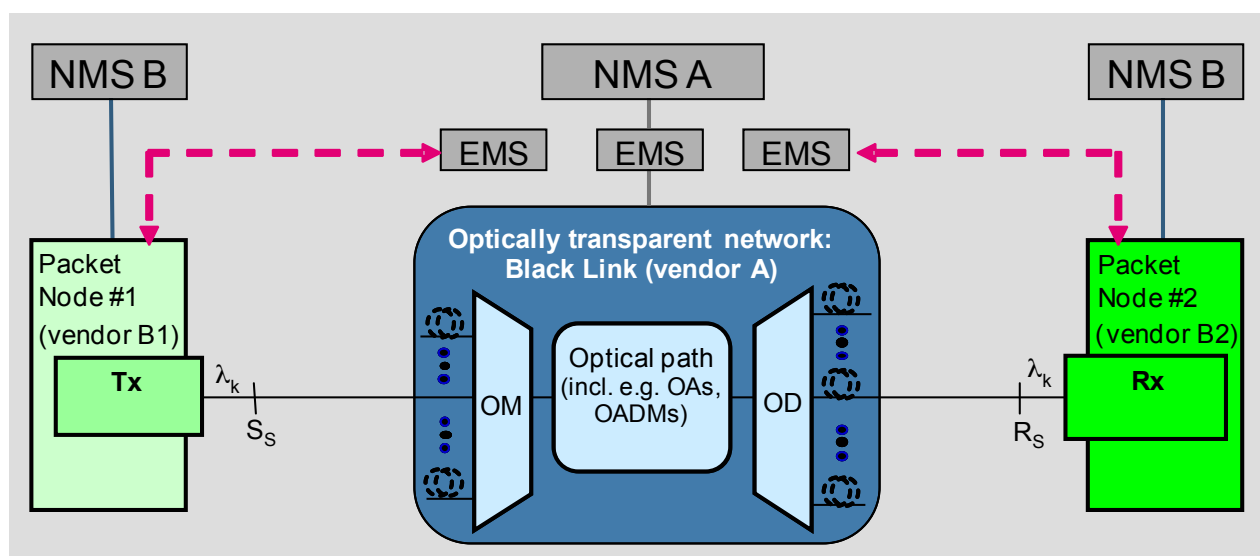 NMS B
NMS A
NMS B
EMS
EMS
EMS
Optically transparent network:
Black Link (vendor A)
Packet
Node #1
(vendor B1)
Tx
λk
SS
OM
Optical path
(incl. e.g. OAs,
OADMs)
OD
Packet
Node #2
(vendor B2)
λk
RS
Rx